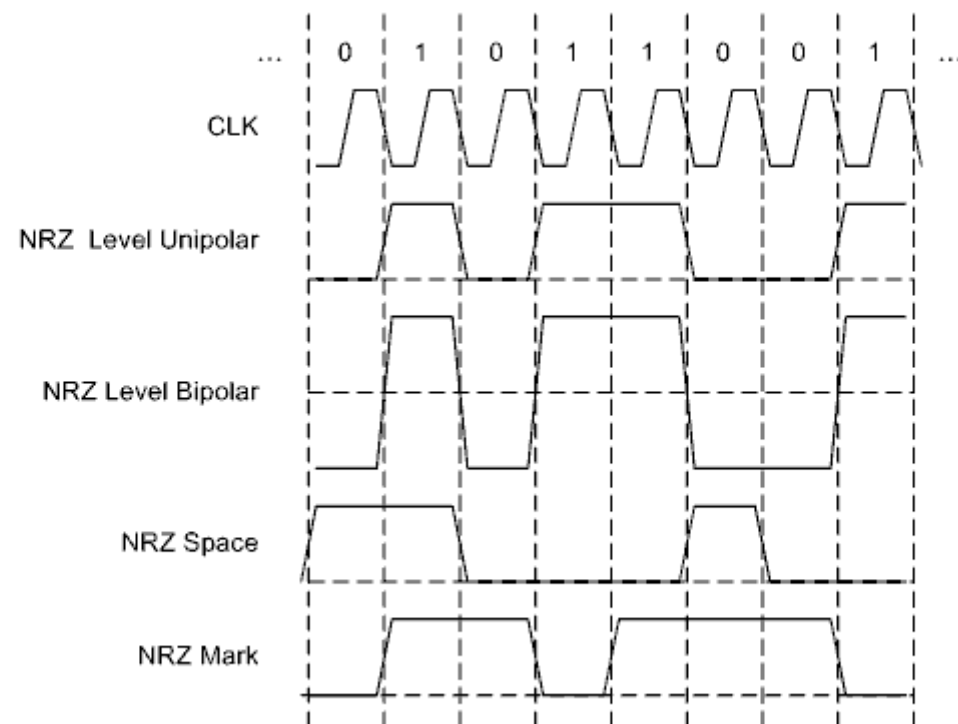 ... 0 1 0 1 1 0 0 1 ...
CLK
NRZ Level Unipolar
NRZ Level Bipolar
NRZ Space
NRZ Mark